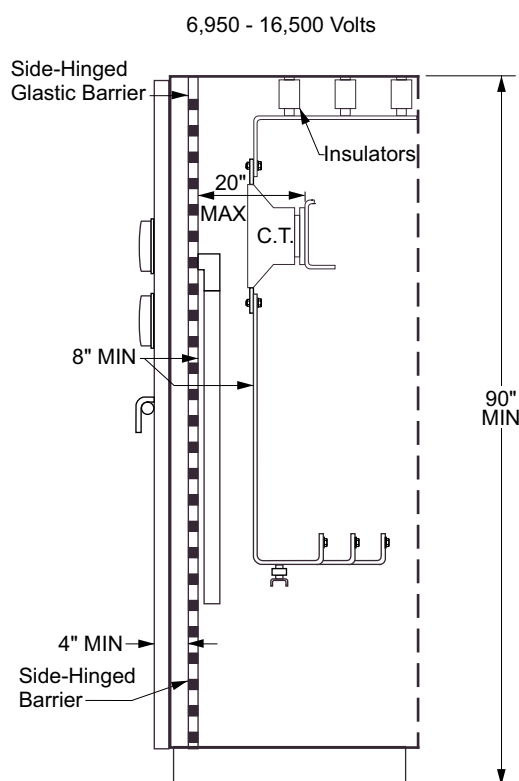 6,950 - 16,500 Volts
Side-Hinged
Glastic Barrier
Insulators
20"
MAX
C.T.
8" MIN
90"
MIN
4" MIN
Side-Hinged
Barrier